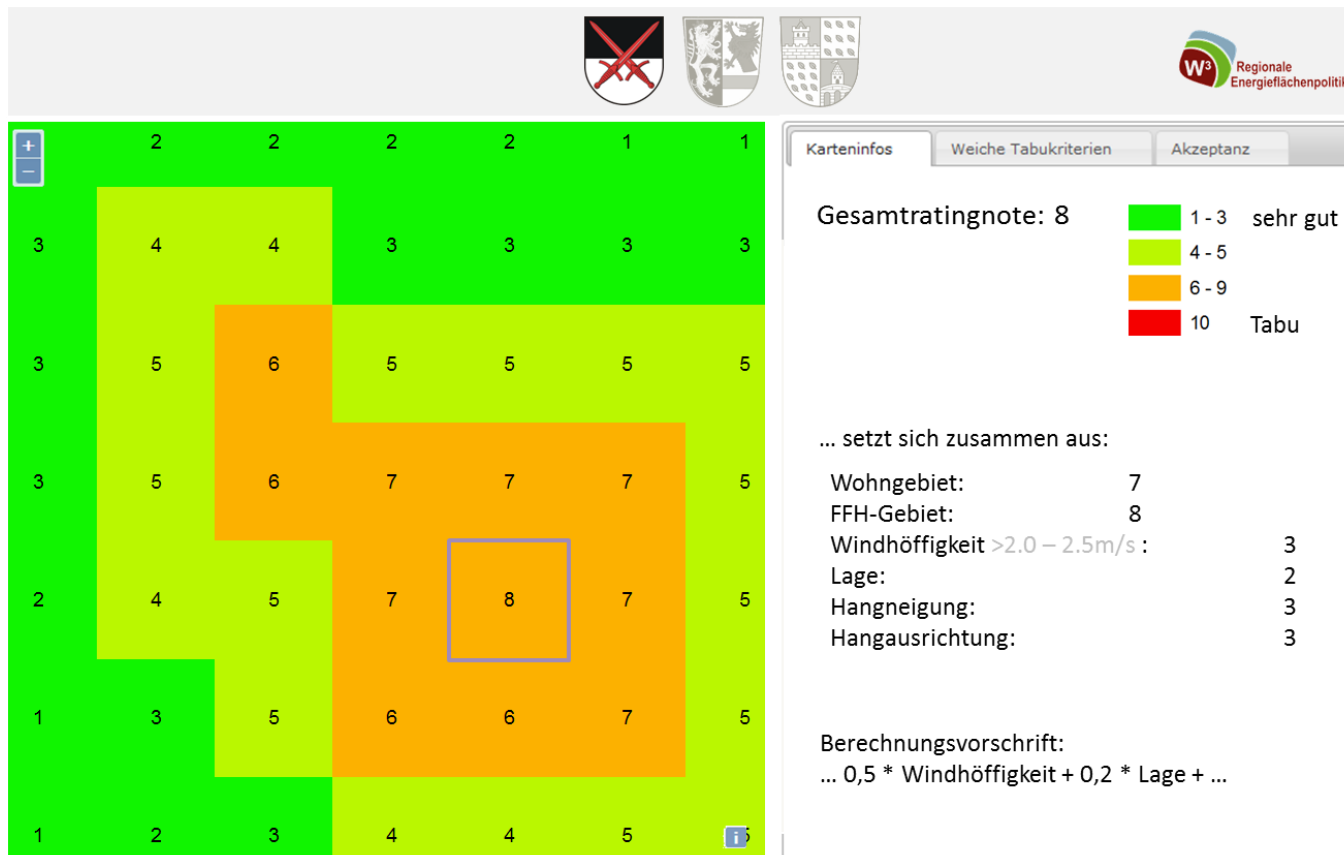 W³ Regionale
Energieflächenpolitik
+
−
2 2 2 2 1 1
3 4 4 3 3 3 3
3 5 6 5 5 5 5
3 5 6 7 7 7 5
2 4 5 7 8 7 5
1 3 5 6 6 7 5
1 2 3 4 4 5
i
Karteninfos Weiche Tabukriterien Akzeptanz
Gesamtratingnote: 8
1 - 3 sehr gut
4 - 5
6 - 9
10 Tabu
... setzt sich zusammen aus:
Wohngebiet: 7
FFH-Gebiet: 8
Windhöffigkeit >2.0 – 2.5m/s : 3
Lage: 2
Hangneigung: 3
Hangausrichtung: 3
Berechnungsvorschrift:
... 0,5 * Windhöffigkeit + 0,2 * Lage + ...